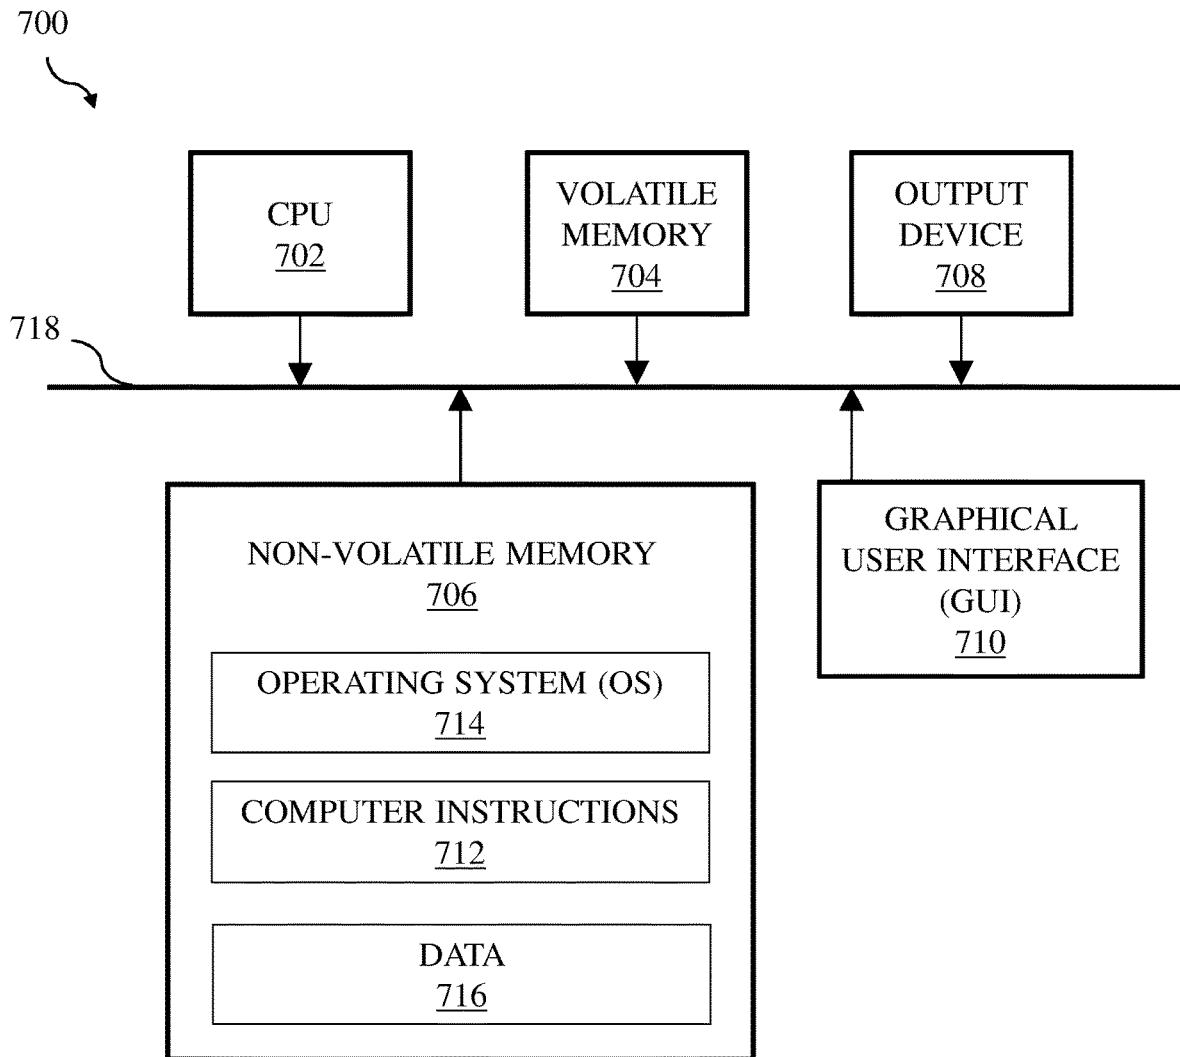 700
CPU
702
VOLATILE
MEMORY
704
OUTPUT
DEVICE
708
718
NON-VOLATILE MEMORY
706
OPERATING SYSTEM (OS)
714
COMPUTER INSTRUCTIONS
712
DATA
716
GRAPHICAL
USER INTERFACE
(GUI)
710